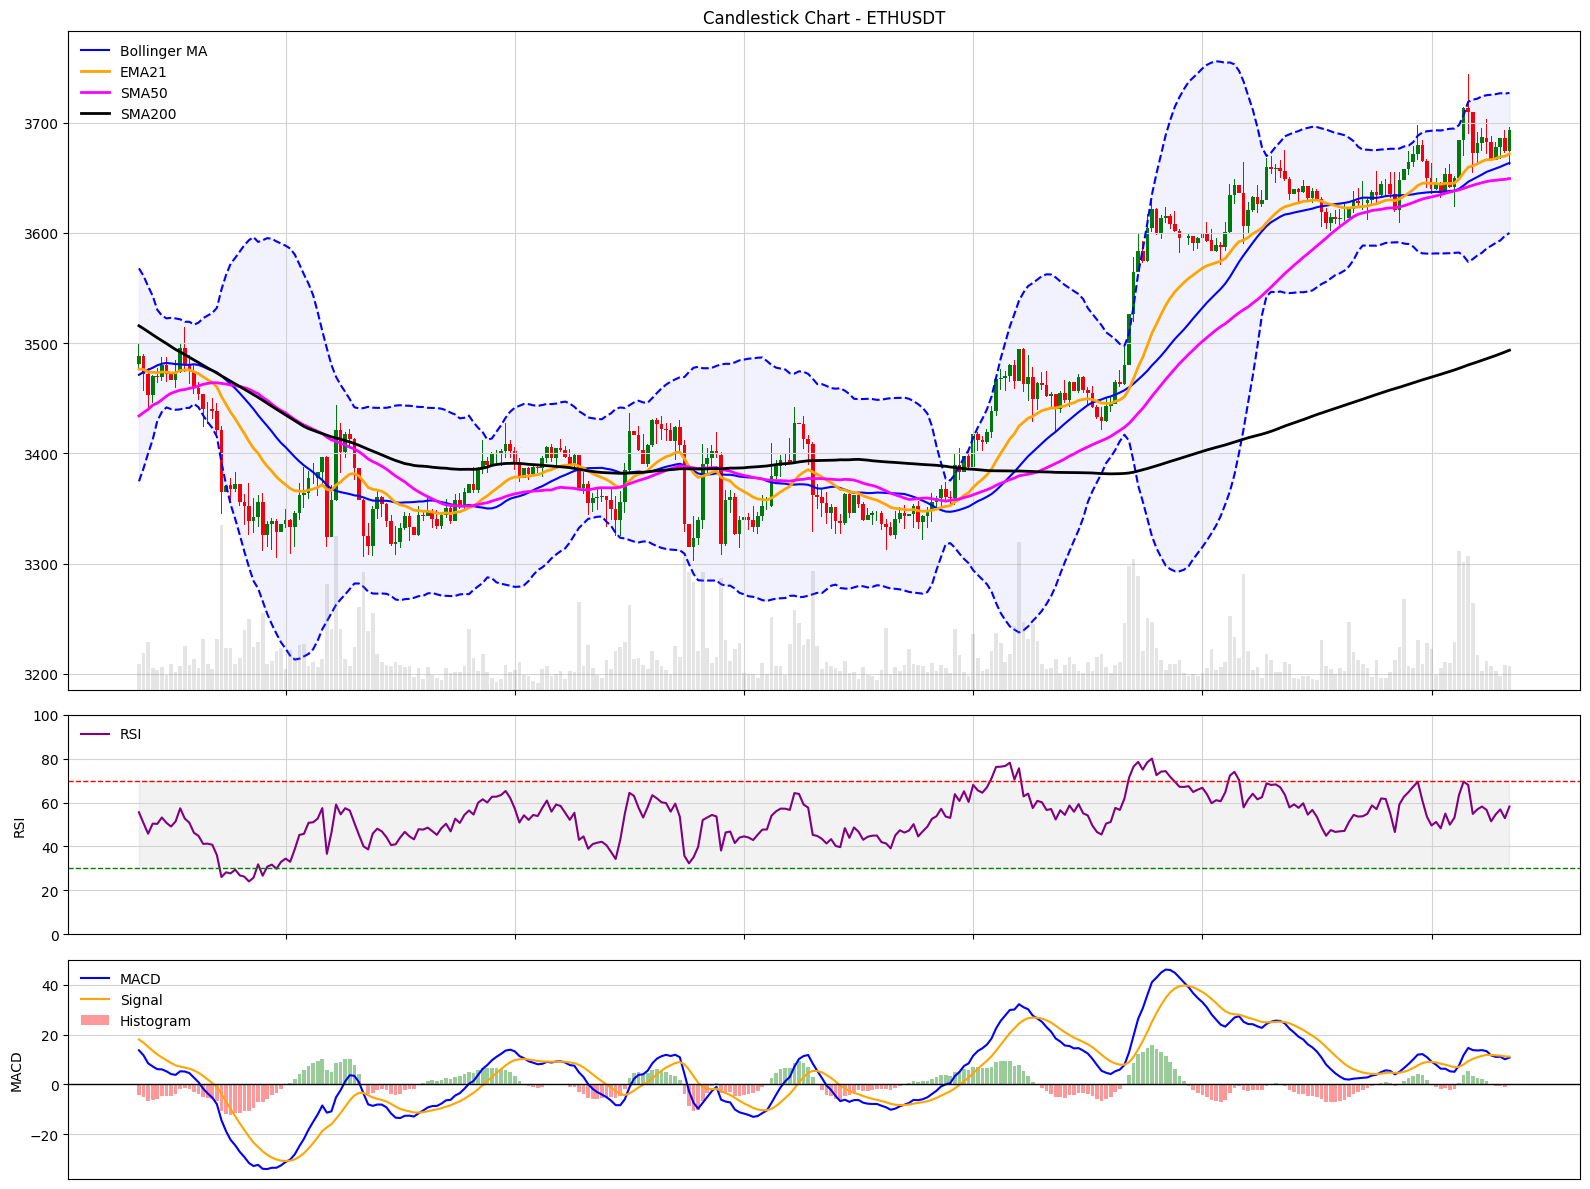 Candlestick Chart - ETHUSDT
Bollinger MA
EMA21
SMA50
SMA200
3700
3600
3500
3400
3300
3200
RSI
100
80
60
40
20
0
RSI
MACD
Signal
Histogram
40
20
0
−20
MACD